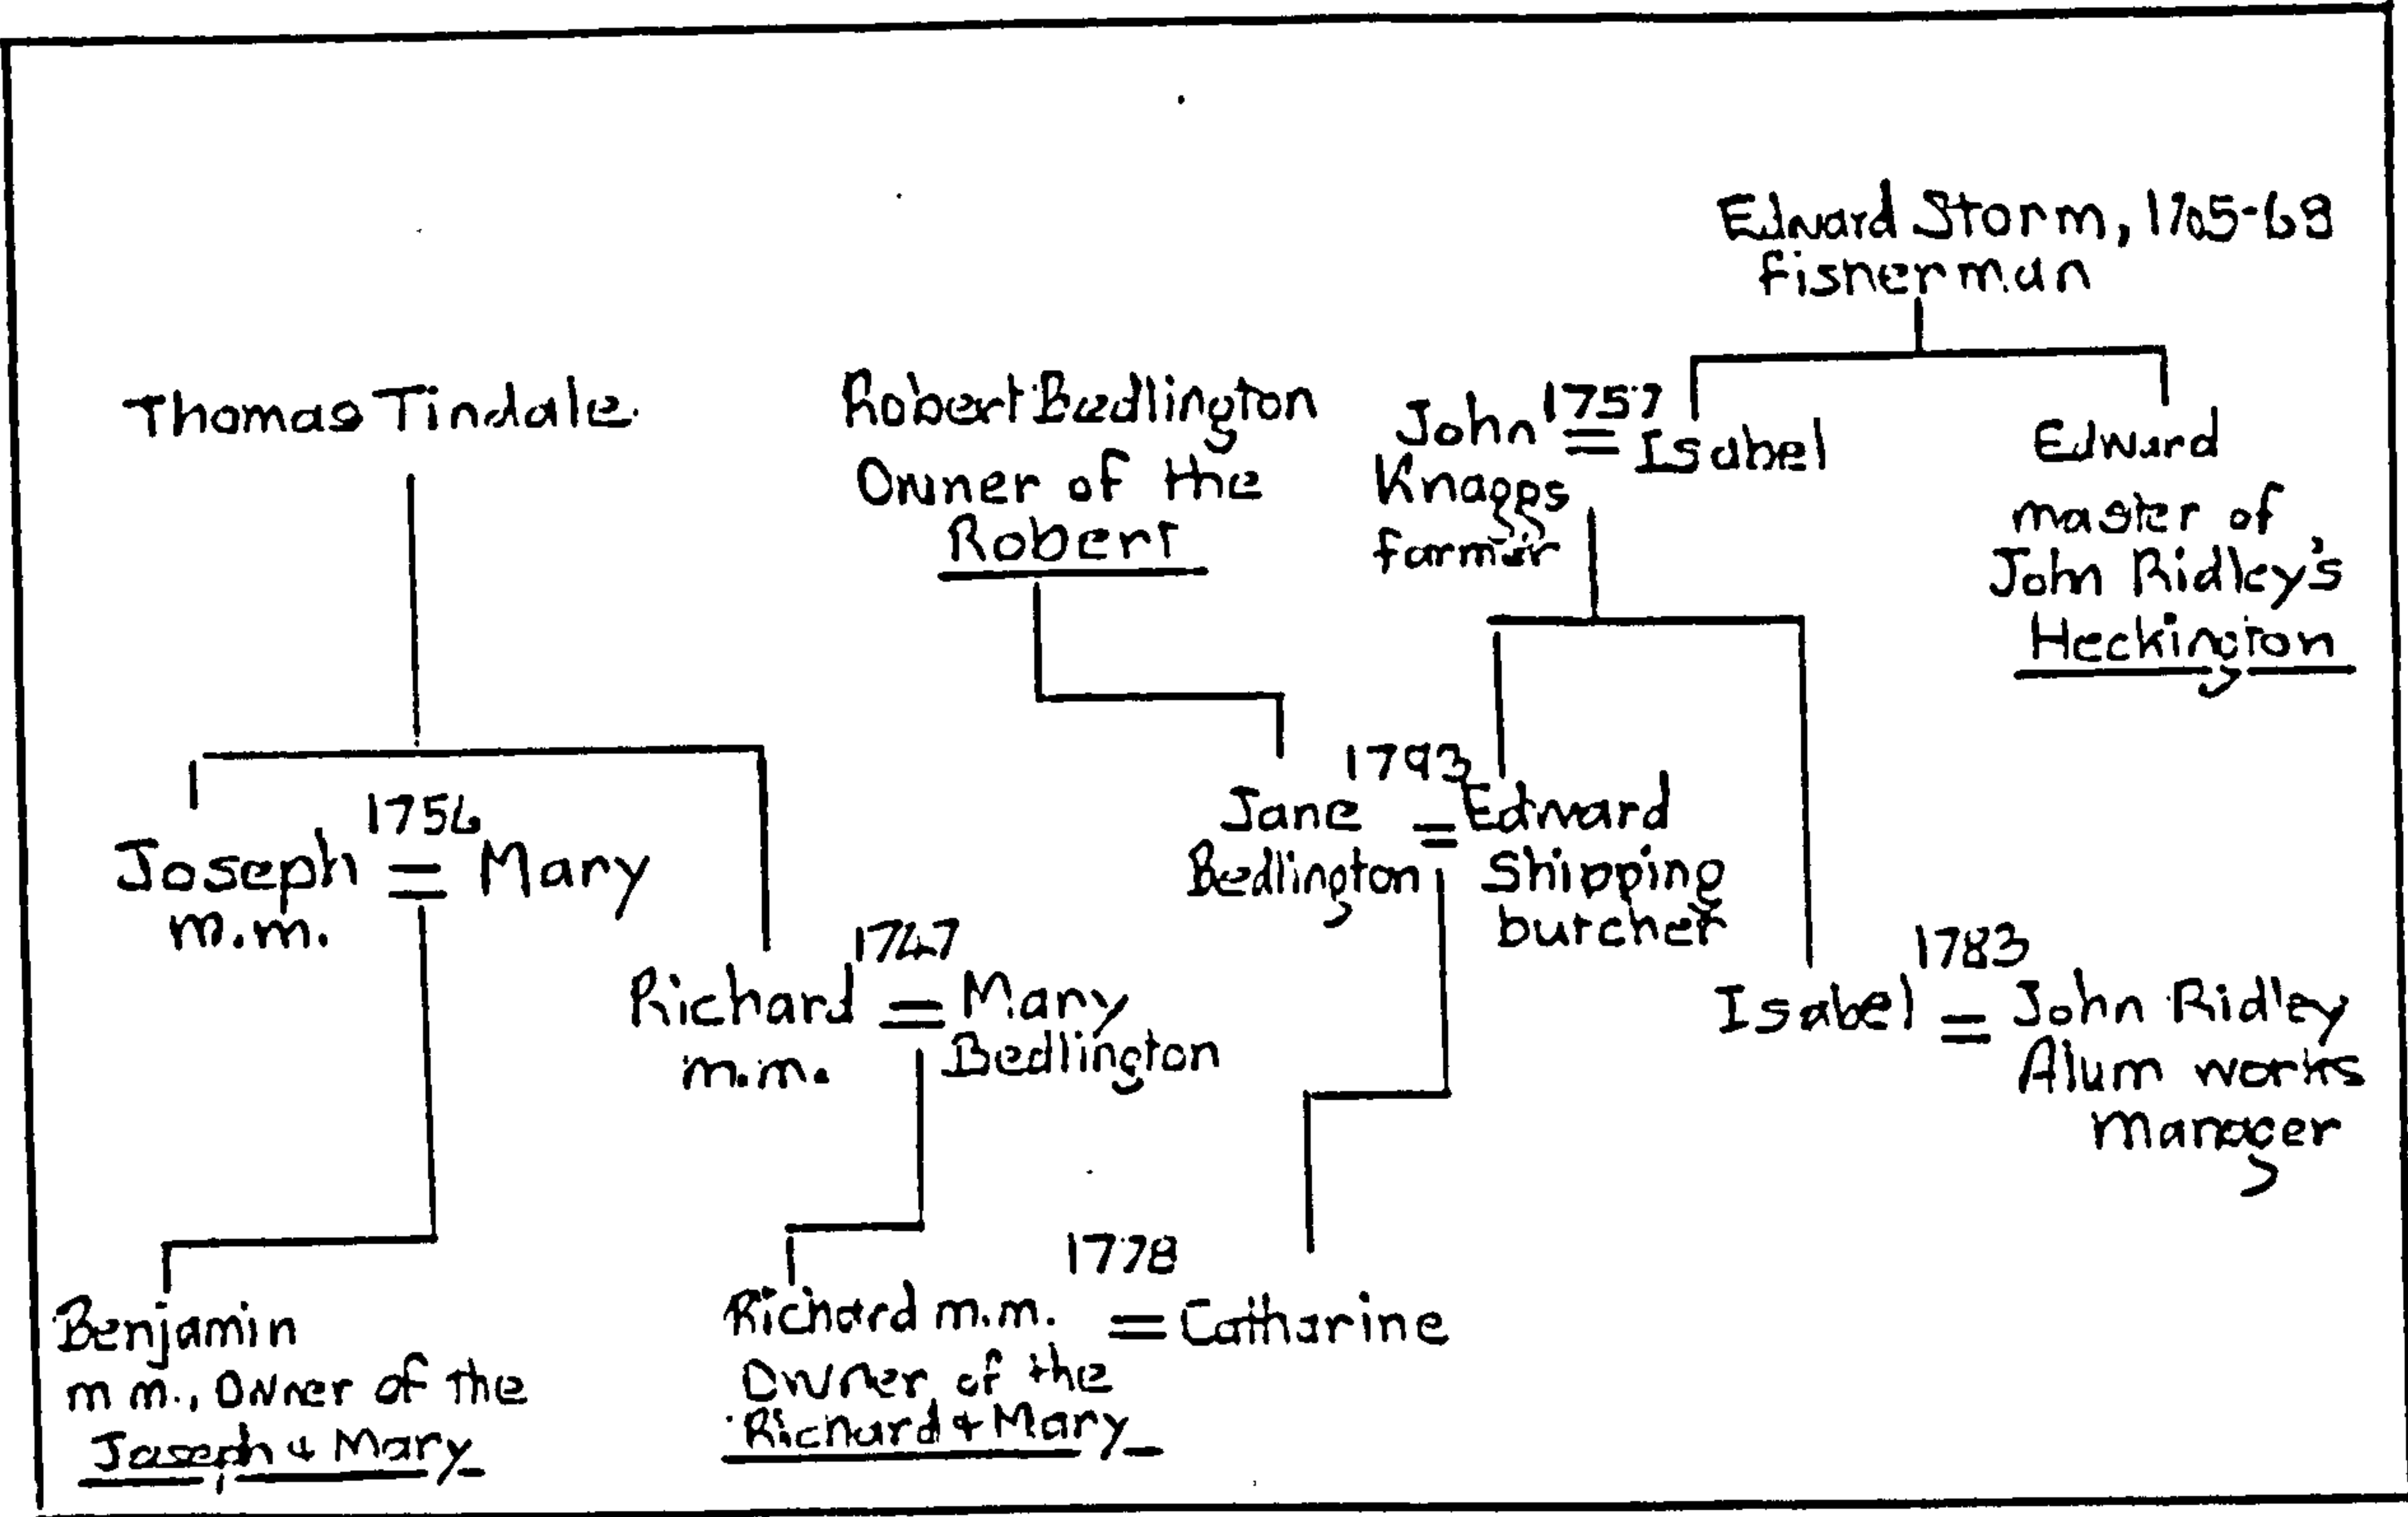 Edward Storm, 1705-68
fisherman
Thomas Tindale
Robert Bedlington
Owner of the
Robert
John 1757 = Isabel
Knaggs
farmer
Edward
master of
John Ridley's
Heckington
1756
Joseph = Mary
m.m.
1793
Jane = Edward
Bedlington Shipping
butcher
1747
Richard = Mary
m.m. Bedlington
1783
Isabel = John Ridley
Alum works
Manager
Benjamin
m m., Owner of the
Joseph & Mary
1778
Richard m.m. = Catharine
Owner of the
Richard + Mary